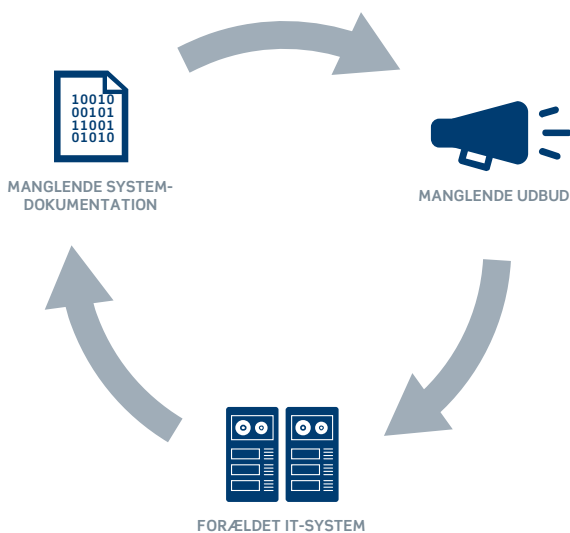 10010
00101
11001
01010
MANGLENDE SYSTEM-
DOKUMENTATION
MANGLENDE UDBUD
FORÆLDET IT-SYSTEM